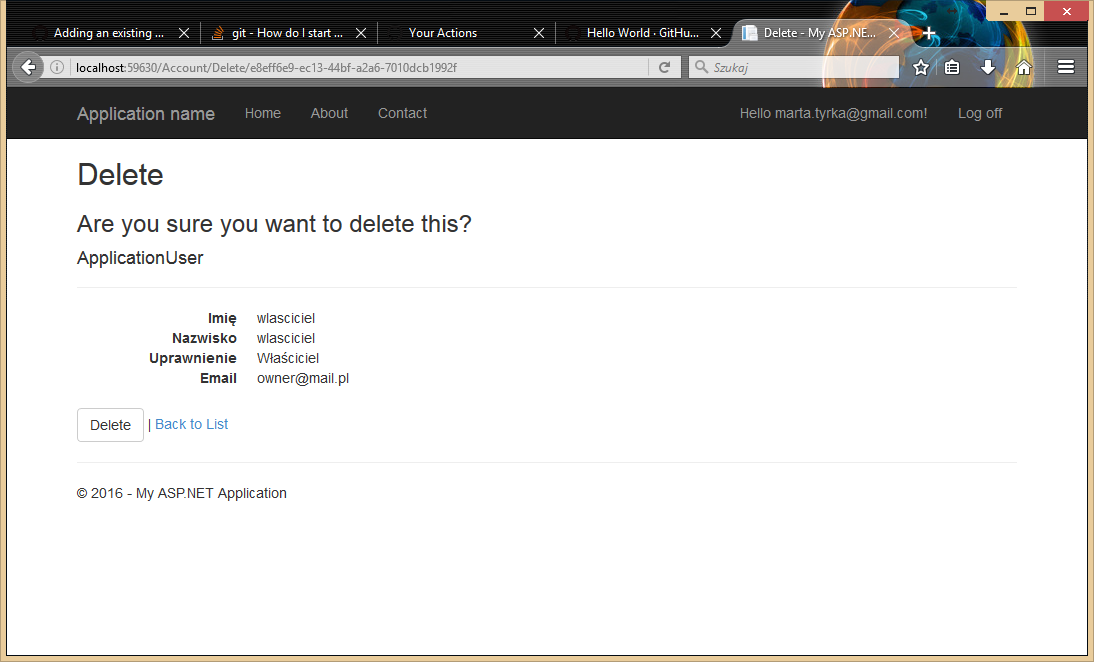 Adding an existing ... git - How do I start ... Your Actions Hello World · GitHu... Delete - My ASP.NE...
localhost:59630/Account/Delete/e8eff6e9-ec13-44bf-a2a6-7010dcb1992f Szukaj
Application name Home About Contact Hello marta.tyrka@gmail.com! Log off
Delete
Are you sure you want to delete this?
ApplicationUser
Imię wlasciciel
Nazwisko wlasciciel
Uprawnienie Właściciel
Email owner@mail.pl
Delete | Back to List
© 2016 - My ASP.NET Application